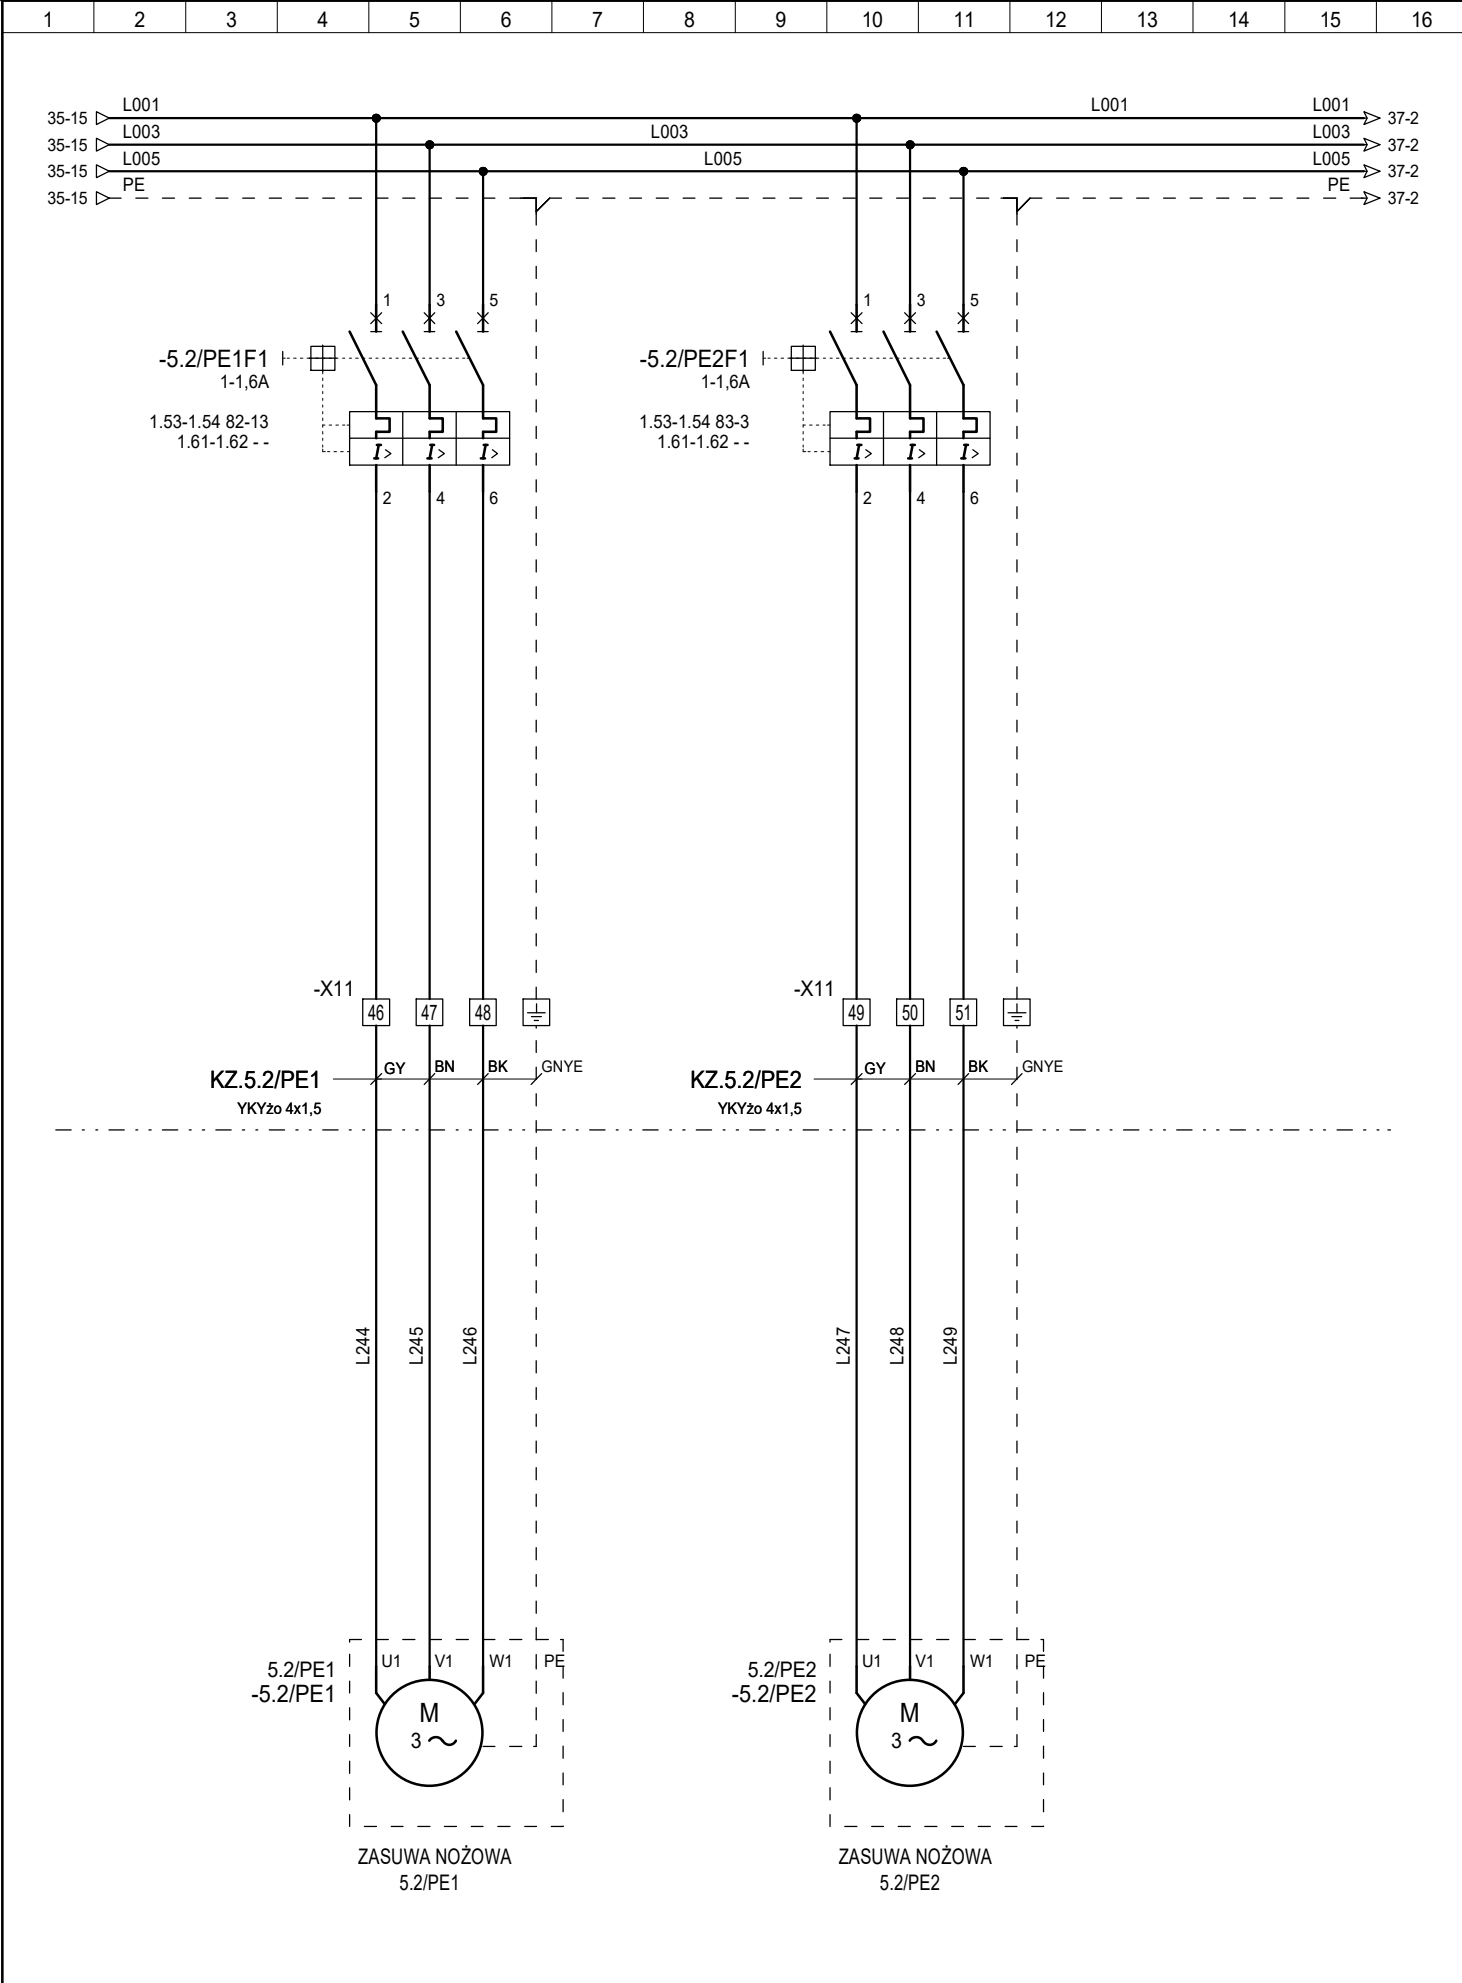 1 2 3 4 5 6 7 8 9 10 11 12 13 14 15 16
L001 L001 L001
35-15 37-2
L003 L003 L003
35-15 37-2
L005 L005 L005
35-15 37-2
PE PE
35-15 37-2
1 3 5 1 3 5
-5.2/PE1F1 -5.2/PE2F1
1-1,6A 1-1,6A
1.53-1.54 82-13 1.53-1.54 83-3
1.61-1.62 - - 1.61-1.62 - -
I> I> I> I> I> I>
2 4 6 2 4 6
-X11 -X11
46 47 48 49 50 51
GY BN BK GNYE GY BN BK GNYE
KZ.5.2/PE1 KZ.5.2/PE2
YKYżo 4x1,5 YKYżo 4x1,5
L244 L245 L246 L247 L248 L249
U1 V1 W1 PE U1 V1 W1 PE
5.2/PE1 5.2/PE2
-5.2/PE1 -5.2/PE2
M M
3 3
ZASUWA NOŻOWA ZASUWA NOŻOWA
5.2/PE1 5.2/PE2